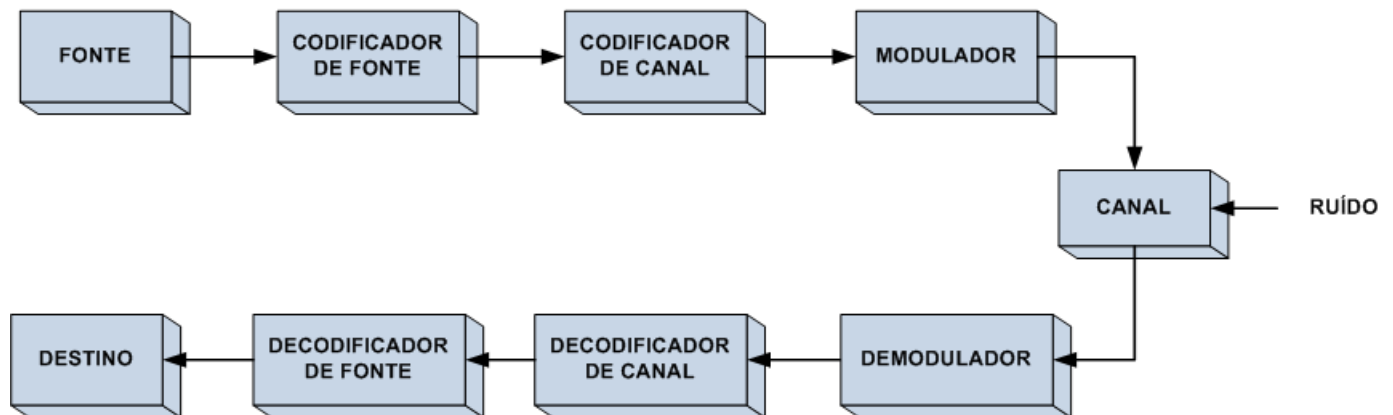 FONTE
CODIFICADOR
DE FONTE
CODIFICADOR
DE CANAL
MODULADOR
CANAL
RUÍDO
DESTINO
DECODIFICADOR
DE FONTE
DECODIFICADOR
DE CANAL
DEMODULADOR